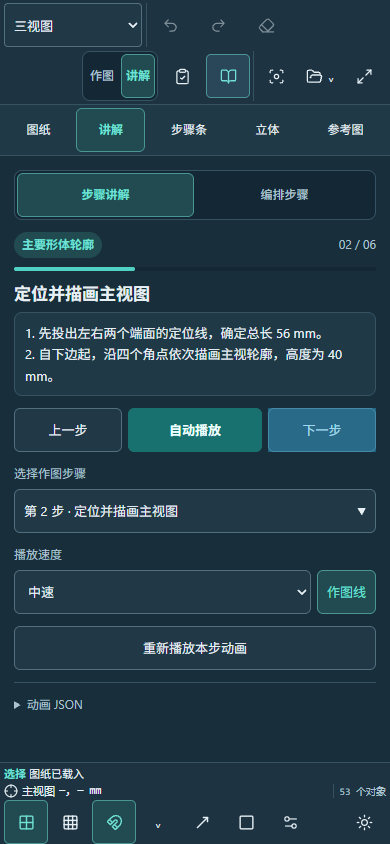 三视图
作图 讲解
图纸 讲解 步骤条 立体 参考图
步骤讲解 编排步骤
主要形体轮廓 02 / 06
定位并描画主视图
1. 先投出左右两个端面的定位线，确定总长 56 mm。
2. 自下边起，沿四个角点依次描画主视轮廓，高度为 40
mm。
上一步 自动播放 下一步
选择作图步骤
第 2 步 · 定位并描画主视图
播放速度
中速 作图线
重新播放本步动画
动画 JSON
选择 图纸已载入
主视图 —, — mm 53 个对象